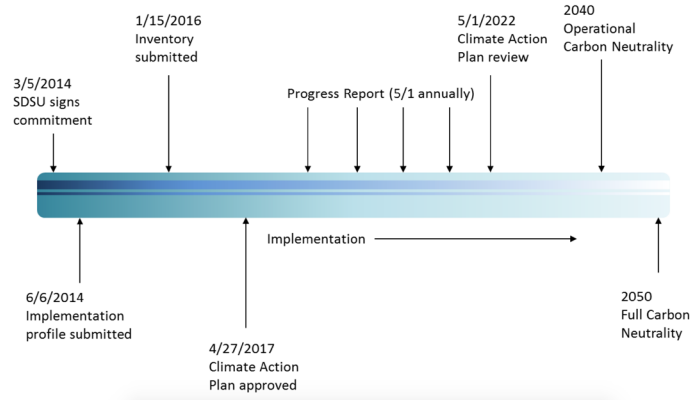 3/5/2014
SDSU signs
commitment
1/15/2016
Inventory
submitted
Progress Report (5/1 annually)
5/1/2022
Climate Action
Plan review
2040
Operational
Carbon Neutrality
6/6/2014
Implementation
profile submitted
4/27/2017
Climate Action
Plan approved
Implementation
2050
Full Carbon
Neutrality